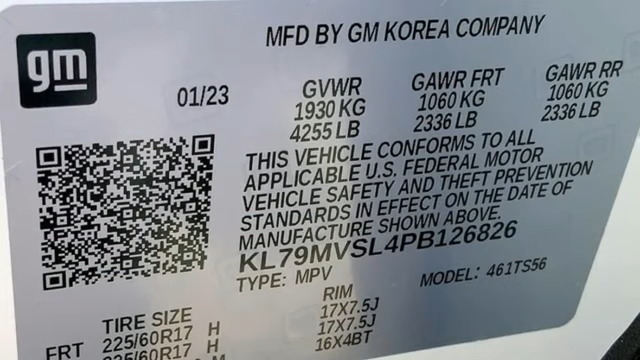 gm
MFD BY GM KOREA COMPANY
01/23
GVWR GAWR FRT GAWR RR
1930 KG 1060 KG 1060 KG
4255 LB 2336 LB 2336 LB
THIS VEHICLE CONFORMS TO ALL
APPLICABLE U.S. FEDERAL MOTOR
VEHICLE SAFETY AND THEFT PREVENTION
STANDARDS IN EFFECT ON THE DATE OF
MANUFACTURE SHOWN ABOVE.
KL79MVSL4PB126826
TYPE: MPV MODEL: 461TS56
TIRE SIZE RIM
FRT 225/60R17 H 17X7.5J
225/60R17 H 17X7.5J
16X4BT